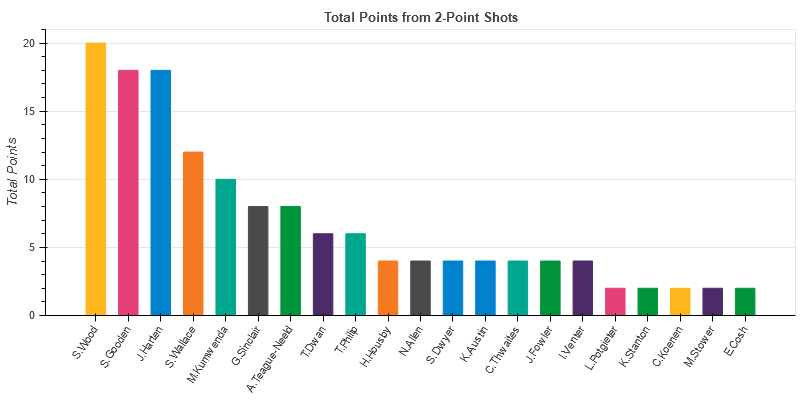 Total Points from 2-Point Shots
Total Points
20
15
10
5
0
S.Wood
S.Gooden
J.Harten
S.Wallace
M.Kumwenda
G.Sinclair
A.Teague-Neeld
T.Dwan
T.Philip
H.Housby
N.Allen
S.Dwyer
K.Austin
C.Thwaites
J.Fowler
I.Venter
L.Potgieter
K.Stanton
C.Koenen
M.Stower
E.Cosh